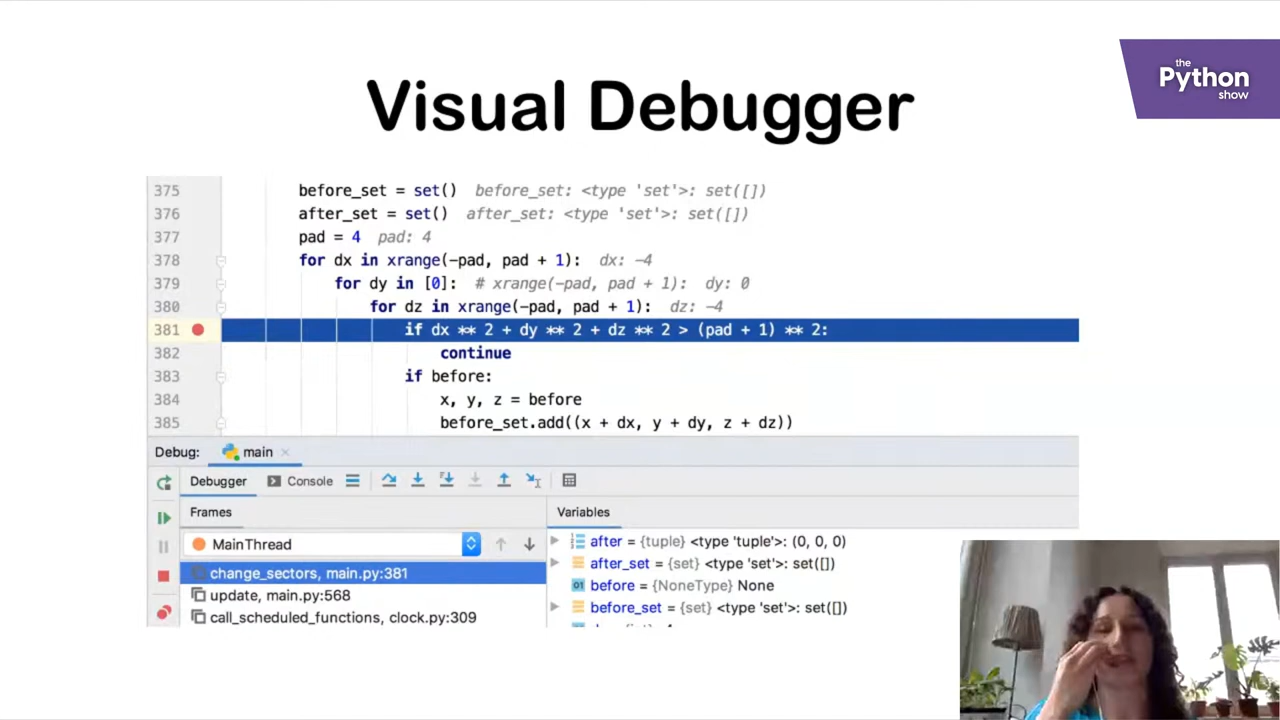 the
Python
show
Visual Debugger
375 before_set = set() before_set: <type 'set'>: set([])
376 after_set = set() after_set: <type 'set'>: set([])
377 pad = 4 pad: 4
378 for dx in xrange(-pad, pad + 1): dx: -4
379 for dy in [0]: # xrange(-pad, pad + 1): dy: 0
380 for dz in xrange(-pad, pad + 1): dz: -4
381 if dx ** 2 + dy ** 2 + dz ** 2 > (pad + 1) ** 2:
382 continue
383 if before:
384 x, y, z = before
385 before_set.add((x + dx, y + dy, z + dz))
Debug: main
Debugger Console
Frames
MainThread
change_sectors, main.py:381
update, main.py:568
call_scheduled_functions, clock.py:309
Variables
after = {tuple} <type 'tuple'>: (0, 0, 0)
after_set = {set} <type 'set'>: set([])
01 before = {NoneType} None
before_set = {set} <type 'set'>: set([])